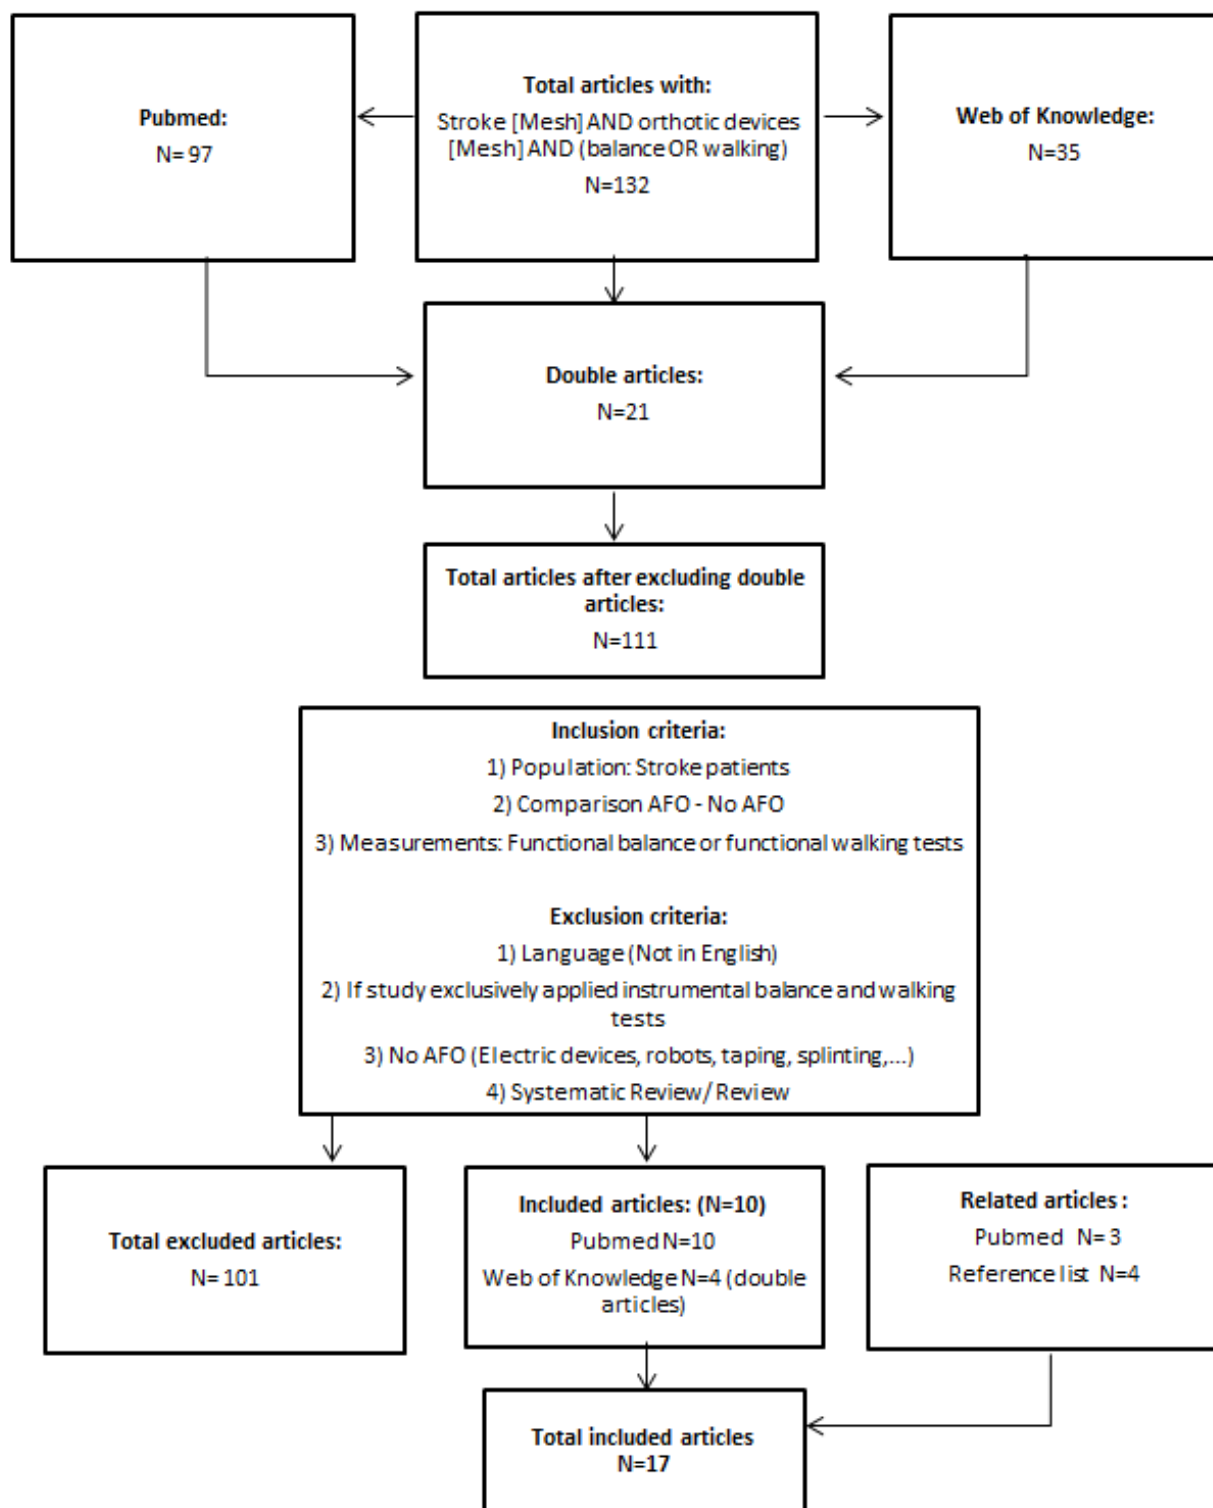 Pubmed:
N= 97
Total articles with:
Stroke [Mesh] AND orthotic devices
[Mesh] AND (balance OR walking)
N=132
Web of Knowledge:
N=35
Double articles:
N=21
Total articles after excluding double
articles:
N=111
Inclusion criteria:
1) Population: Stroke patients
2) Comparison AFO - No AFO
3) Measurements: Functional balance or functional walking tests
Exclusion criteria:
1) Language (Not in English)
2) If study exclusively applied instrumental balance and walking
tests
3) No AFO (Electric devices, robots, taping, splinting,...)
4) Systematic Review/ Review
Total excluded articles:
N= 101
Included articles: (N=10)
Pubmed N=10
Web of Knowledge N=4 (double
articles)
Related articles :
Pubmed N= 3
Reference list N=4
Total included articles
N=17